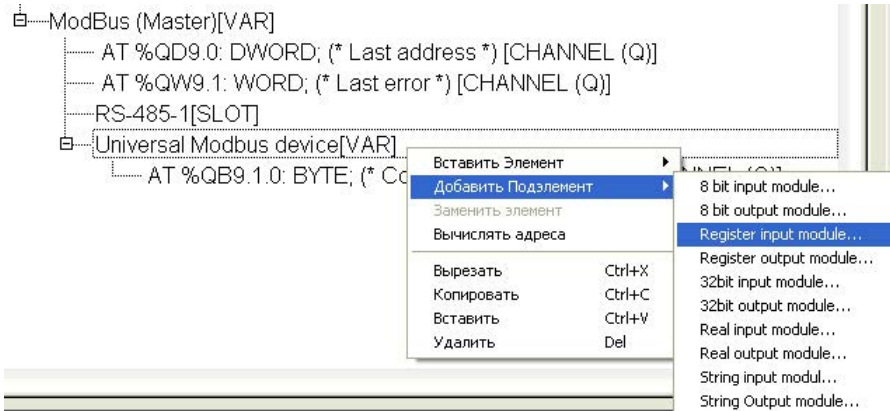 ModBus (Master)[VAR]
AT %QD9.0: DWORD; (* Last address *) [CHANNEL (Q)]
AT %QW9.1: WORD; (* Last error *) [CHANNEL (Q)]
RS-485-1[SLOT]
Universal Modbus device[VAR]
AT %QB9.1.0: BYTE; (* Co
Вставить Элемент
Добавить Подэлемент
Заменить элемент
Вычислять адреса
Вырезать Ctrl+X
Копировать Ctrl+C
Вставить Ctrl+V
Удалить Del
8 bit input module...
8 bit output module...
Register input module...
Register output module...
32bit input module...
32bit output module...
Real input module...
Real output module...
String input modul...
String Output module...